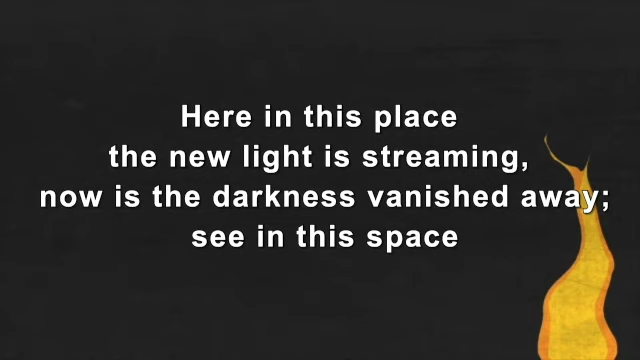 Here in this place
the new light is streaming,
now is the darkness vanished away;
see in this space